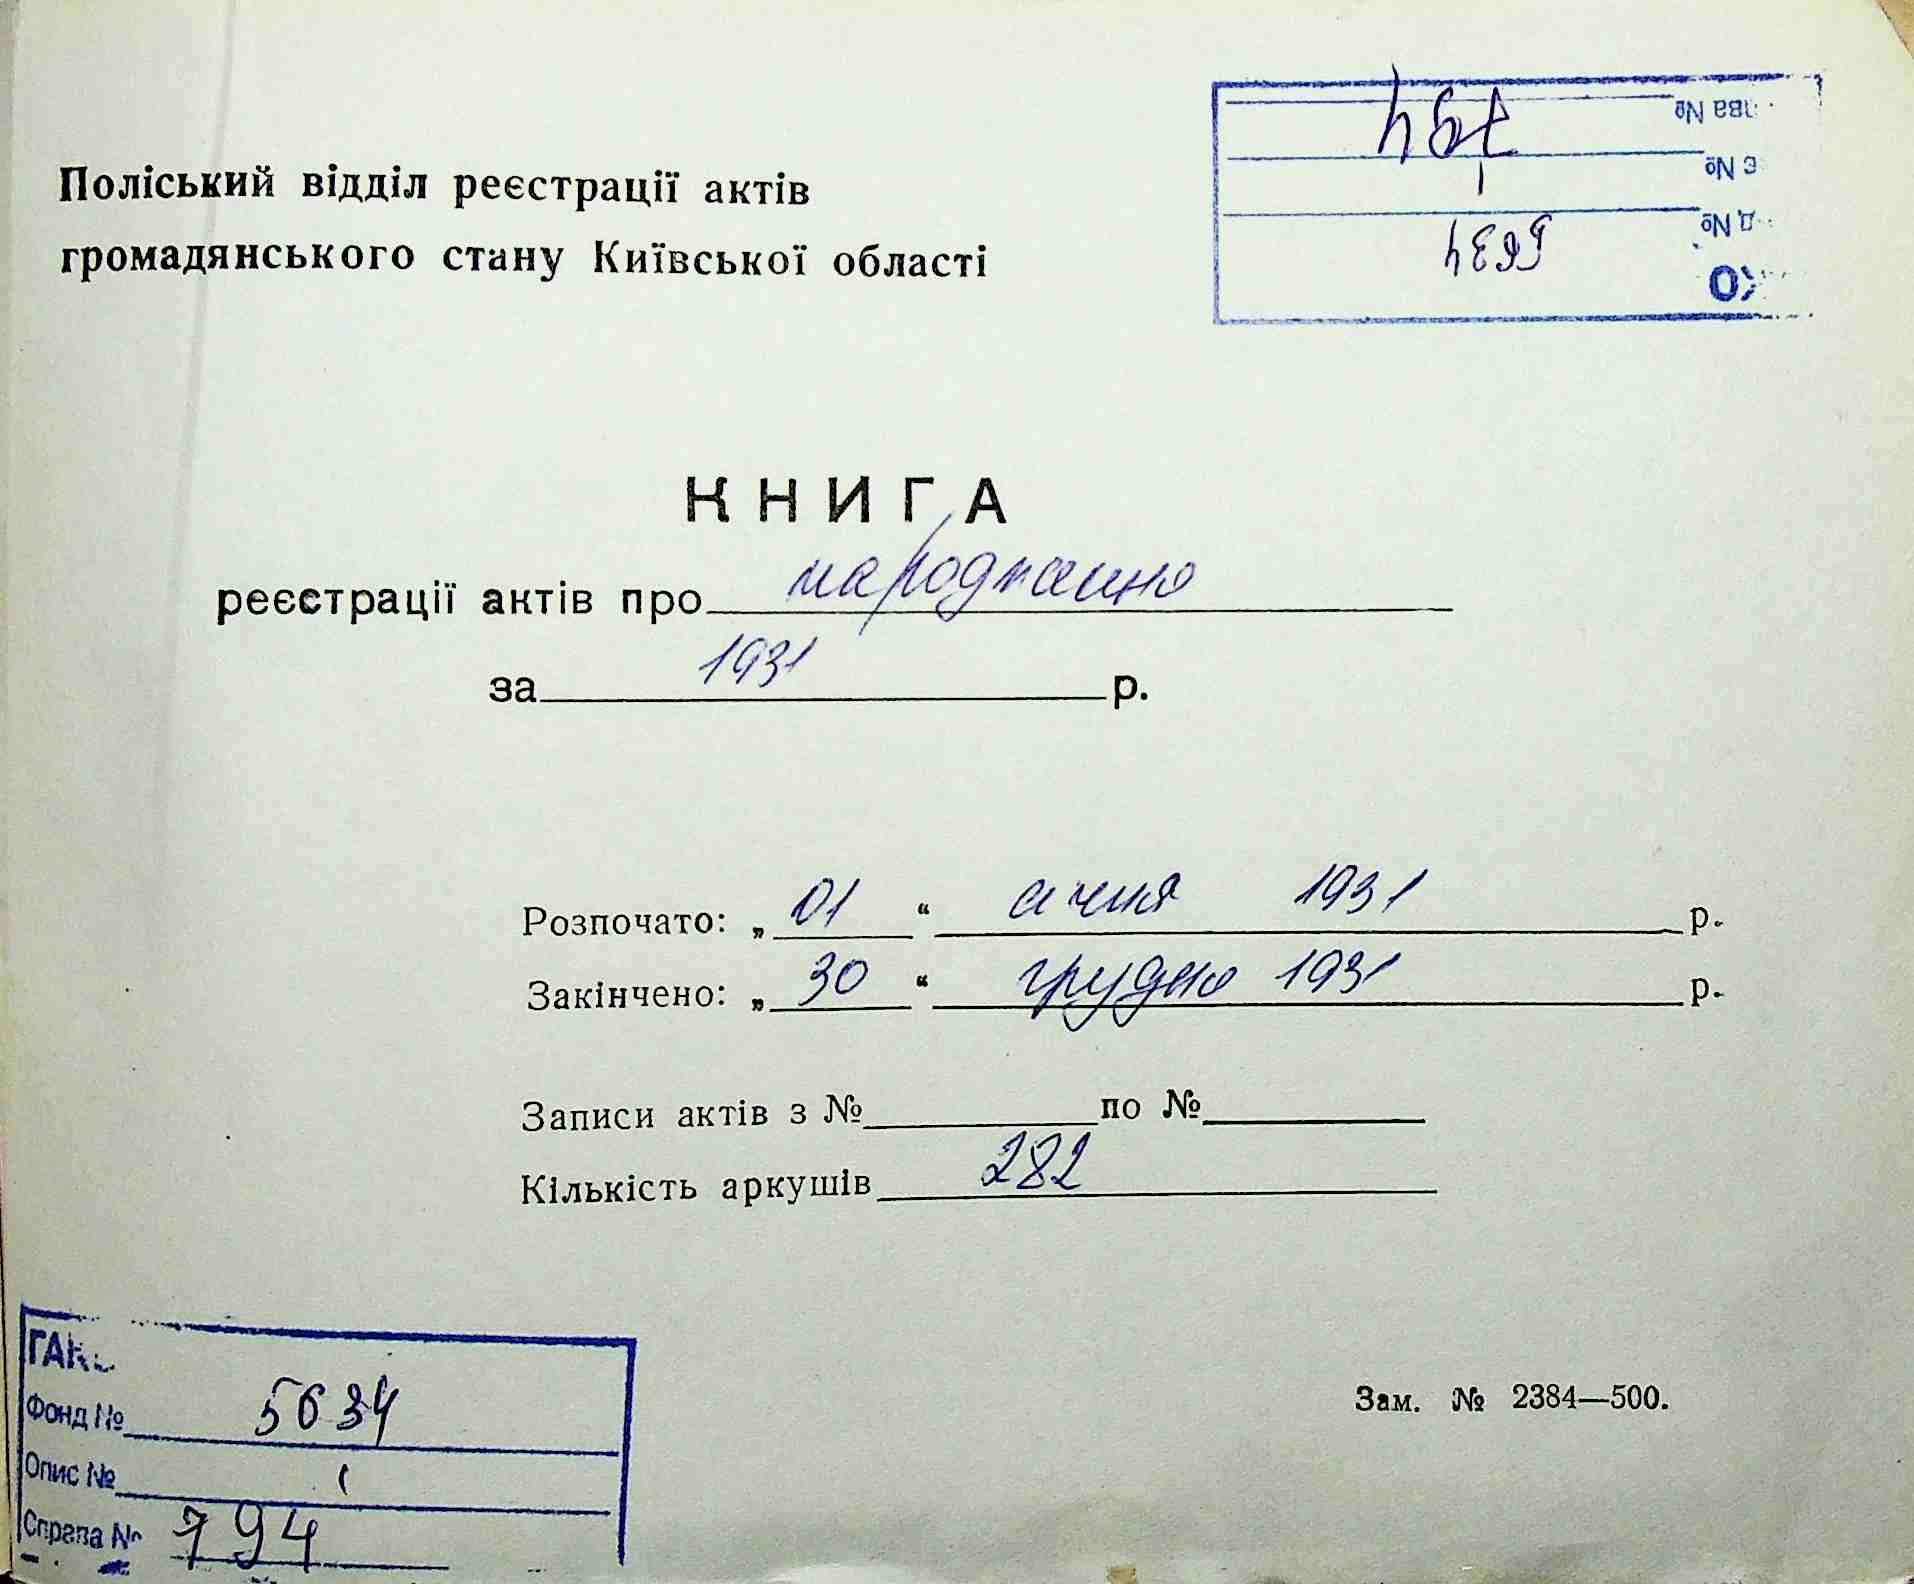 Поліський відділ реєстрації актів
громадянського стану Київської області
794
1
5634
КНИГА
реєстрації актів про народження
за 1931 р.
Розпочато: „ 01 “ січня 1931 р.
Закінчено: „ 30 “ грудня 1931 р.
Записи актів з № по №
Кількість аркушів 282
Зам. № 2384—500.
ГАКО
Фонд № 5634
Опис № 1
Справа № 794